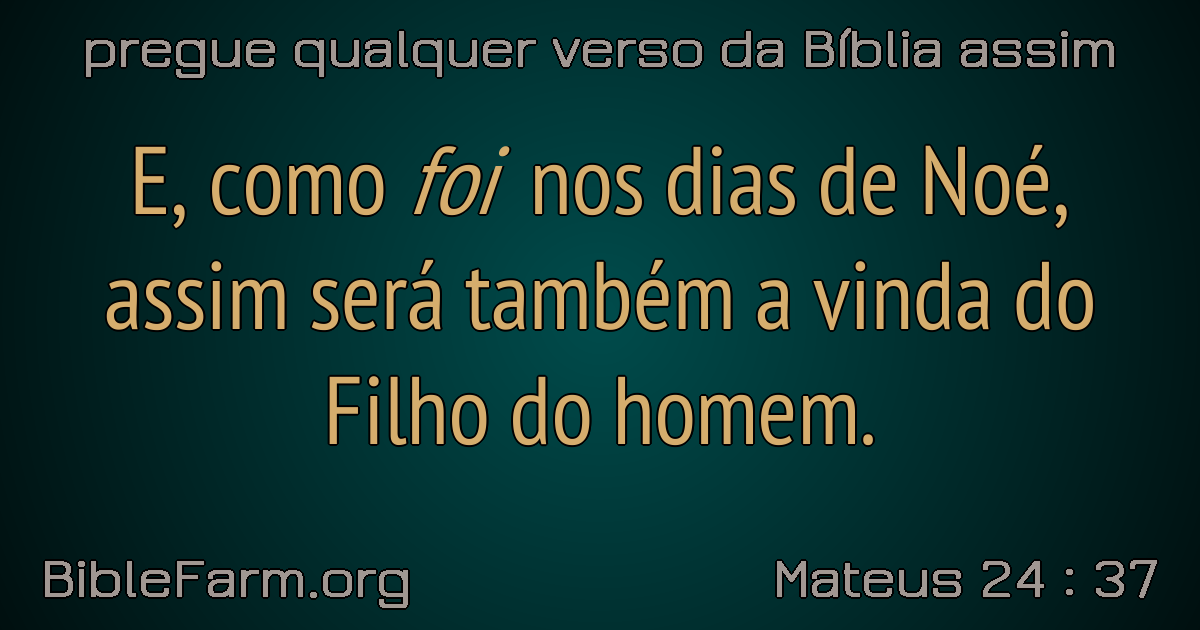 pregue qualquer verso da Bíblia assim
E, como foi nos dias de Noé,
assim será também a vinda do
Filho do homem.
BibleFarm.org
Mateus 24 : 37